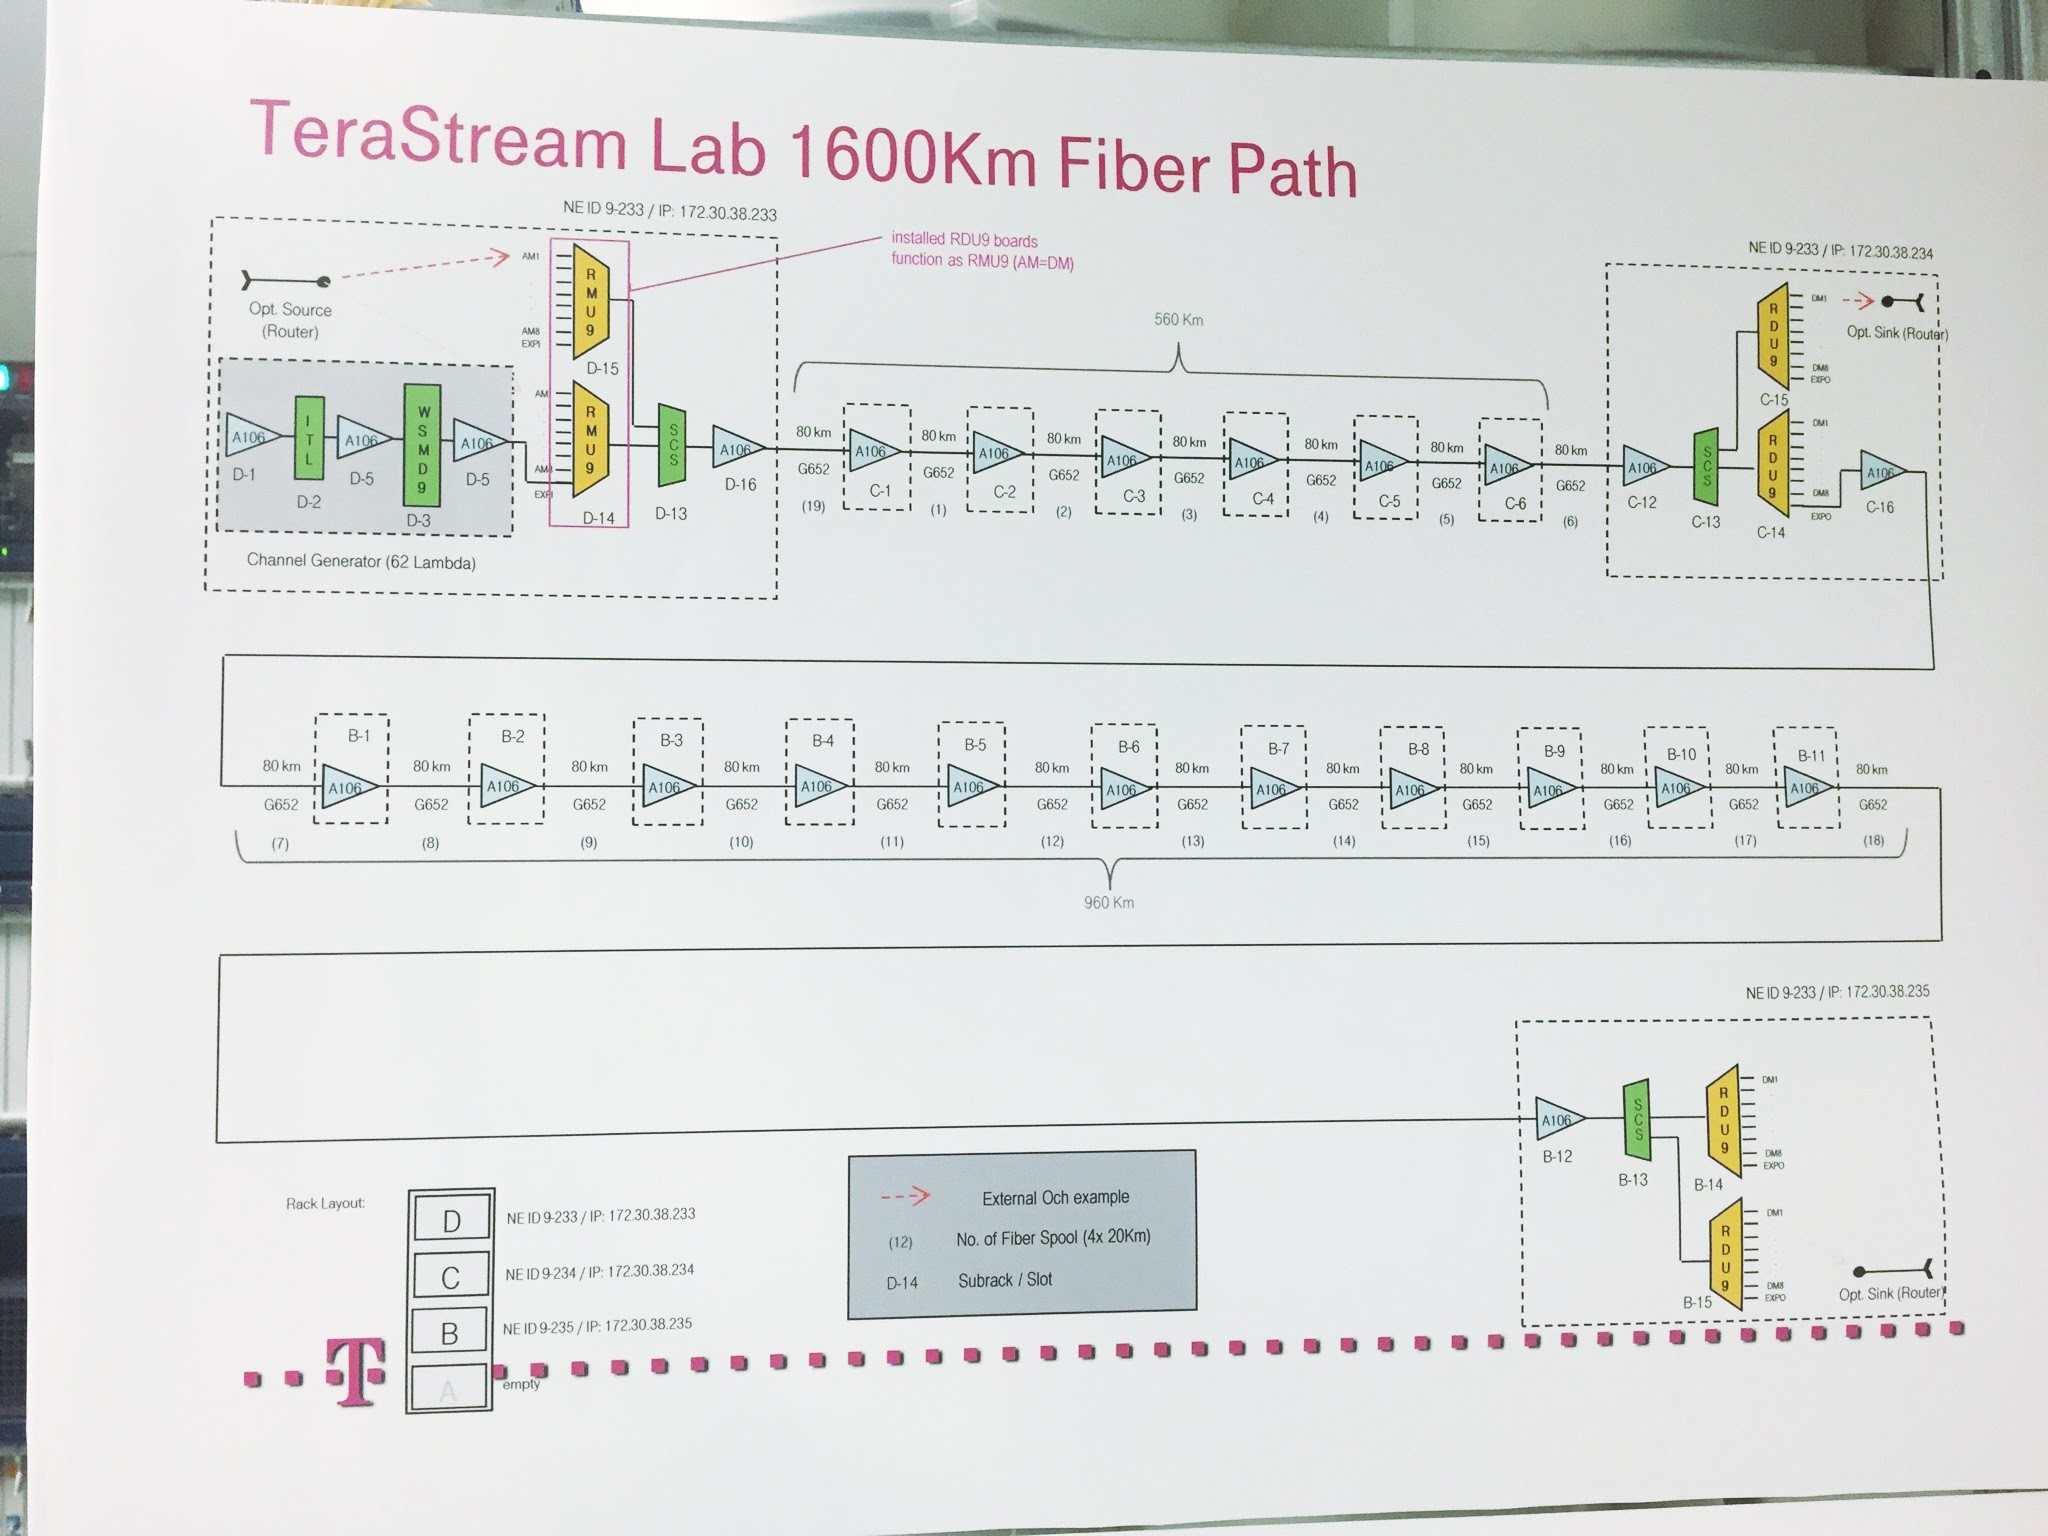 TeraStream Lab 1600Km Fiber Path
NE ID 9-233 / IP: 172.30.38.233
installed RDU9 boards
function as RMU9 (AM=DM)
NE ID 9-233 / IP: 172.30.38.234
Opt. Source
(Router)
AM1
AM8
EXPI
RMU9
D-15
AM
AM
EXPI
RMU9
D-14
A106
D-1
ITL
D-2
A106
D-5
WSMD9
D-3
A106
D-5
Channel Generator (62 Lambda)
SCS
D-13
A106
D-16
560 Km
80 km
G652
(19)
A106
C-1
80 km
G652
(1)
A106
C-2
80 km
G652
(2)
A106
C-3
80 km
G652
(3)
A106
C-4
80 km
G652
(4)
A106
C-5
80 km
G652
(5)
A106
C-6
80 km
G652
(6)
A106
C-12
SCS
C-13
RDU9
C-15
DM1
DM8
EXPO
Opt. Sink (Router)
RDU9
C-14
DM1
DM8
EXPO
A106
C-16
80 km
G652
(7)
B-1
A106
80 km
G652
(8)
B-2
A106
80 km
G652
(9)
B-3
A106
80 km
G652
(10)
B-4
A106
80 km
G652
(11)
B-5
A106
80 km
G652
(12)
B-6
A106
80 km
G652
(13)
B-7
A106
80 km
G652
(14)
B-8
A106
80 km
G652
(15)
B-9
A106
80 km
G652
(16)
B-10
A106
80 km
G652
(17)
B-11
A106
80 km
G652
(18)
960 Km
NE ID 9-233 / IP: 172.30.38.235
A106
B-12
SCS
B-13
RDU9
B-14
DM1
DM8
EXPO
RDU9
B-15
DM1
DM8
EXPO
Opt. Sink (Router)
Rack Layout:
D NE ID 9-233 / IP: 172.30.38.233
C NE ID 9-234 / IP: 172.30.38.234
B NE ID 9-235 / IP: 172.30.38.235
A empty
External Och example
(12) No. of Fiber Spool (4x 20Km)
D-14 Subrack / Slot
T